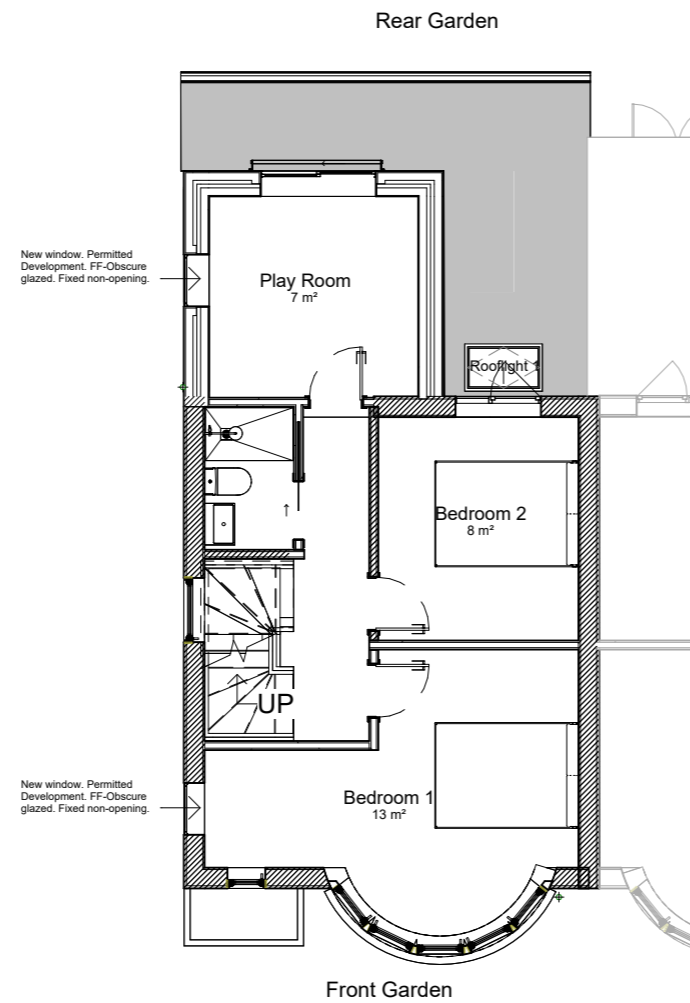 Rear Garden
New window. Permitted
Development. FF-Obscure
glazed. Fixed non-opening.
Play Room
7 m²
Rooflight 1
Bedroom 2
8 m²
UP
New window. Permitted
Development. FF-Obscure
glazed. Fixed non-opening.
Bedroom 1
13 m²
Front Garden